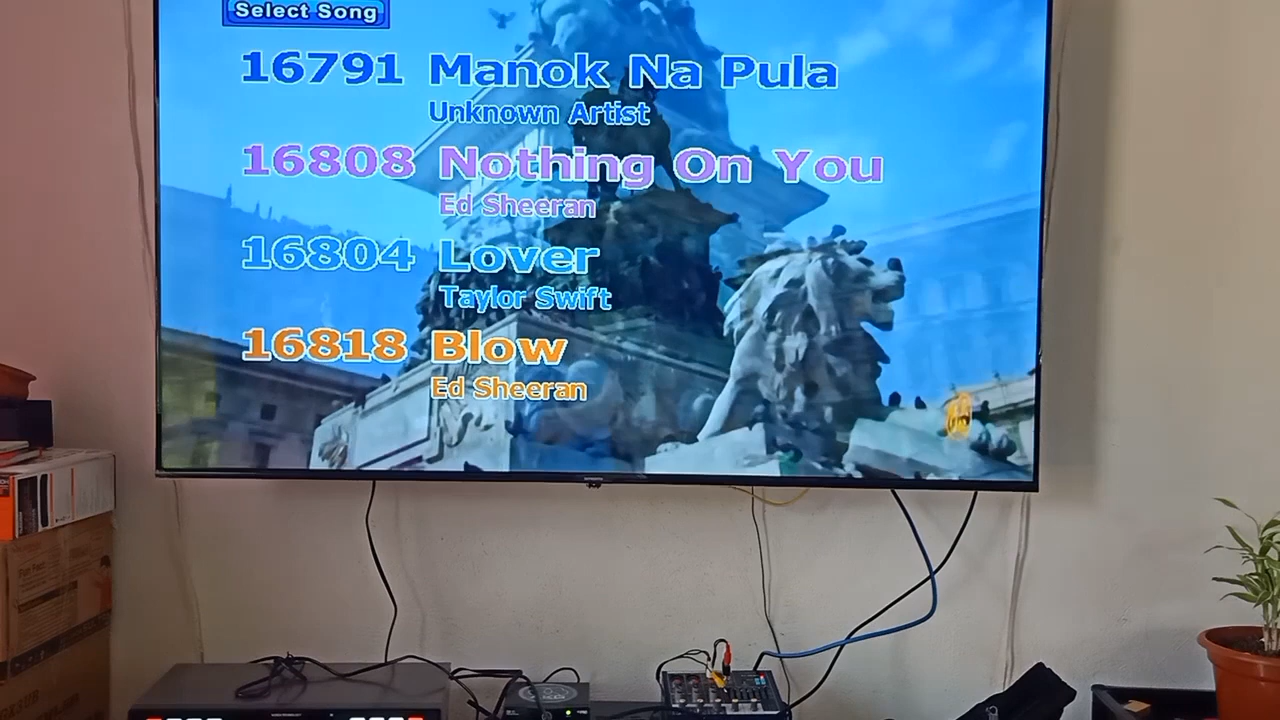 Select Song
16791 Manok Na Pula
Unknown Artist
16808 Nothing On You
Ed Sheeran
16804 Lover
Taylor Swift
16818 Blow
Ed Sheeran